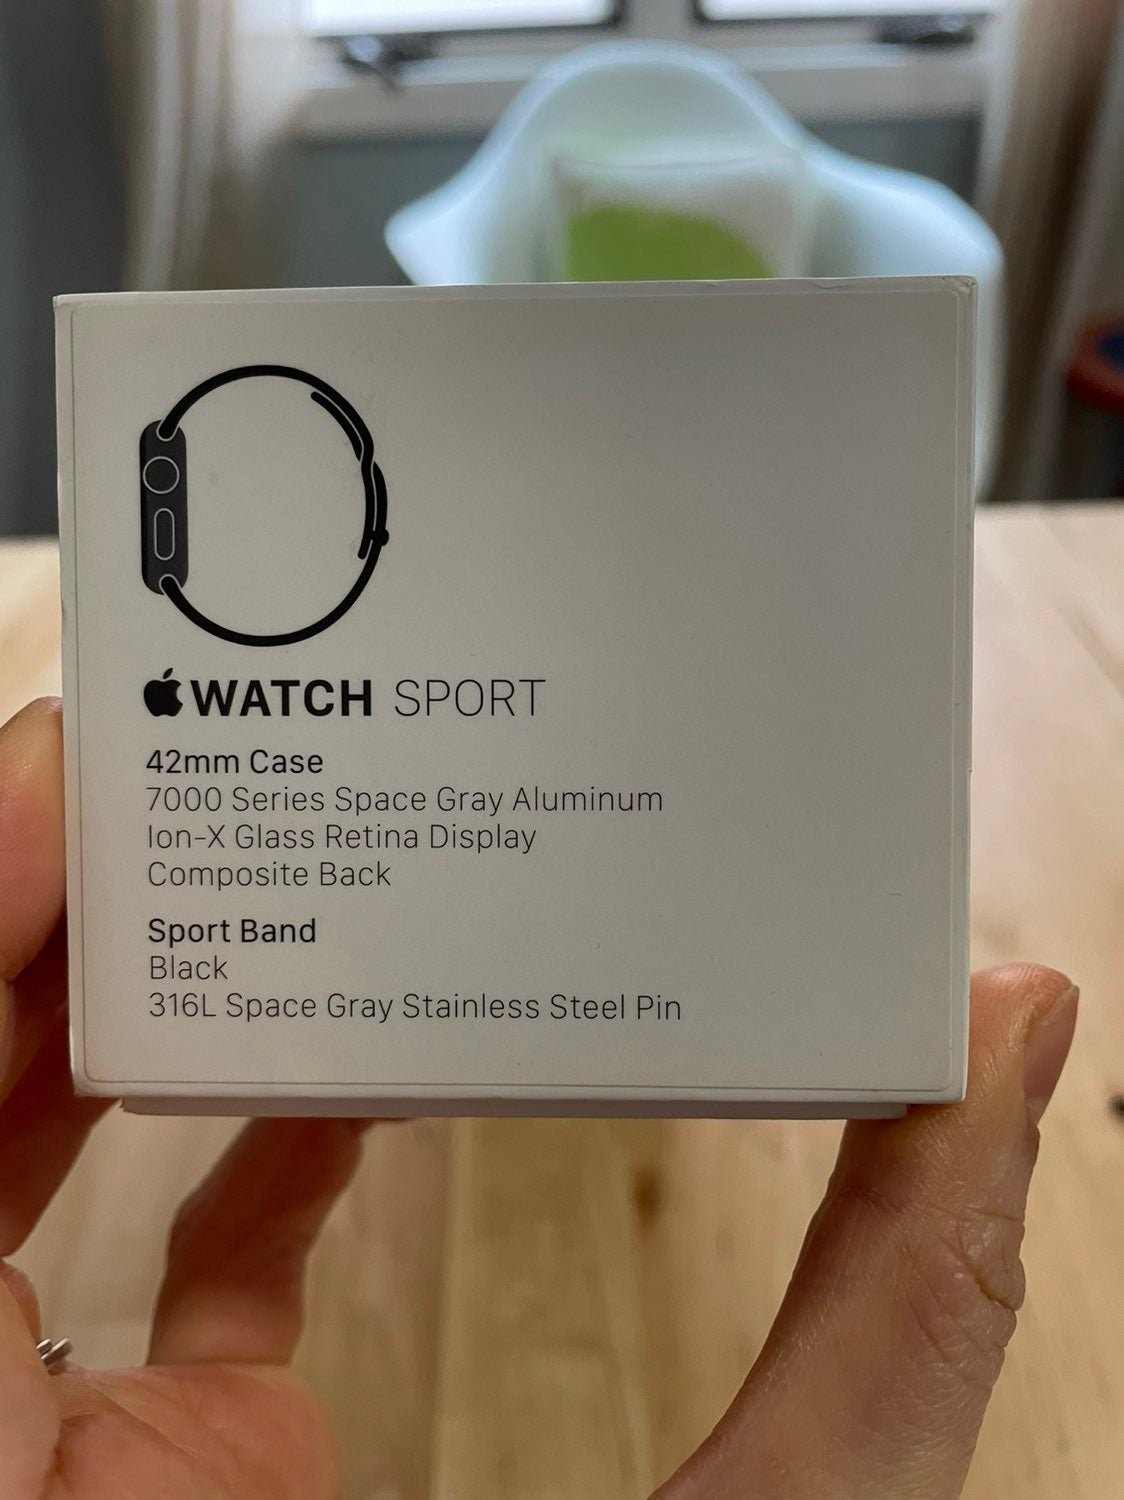 WATCH SPORT
42mm Case
7000 Series Space Gray Aluminum
Ion-X Glass Retina Display
Composite Back
Sport Band
Black
316L Space Gray Stainless Steel Pin